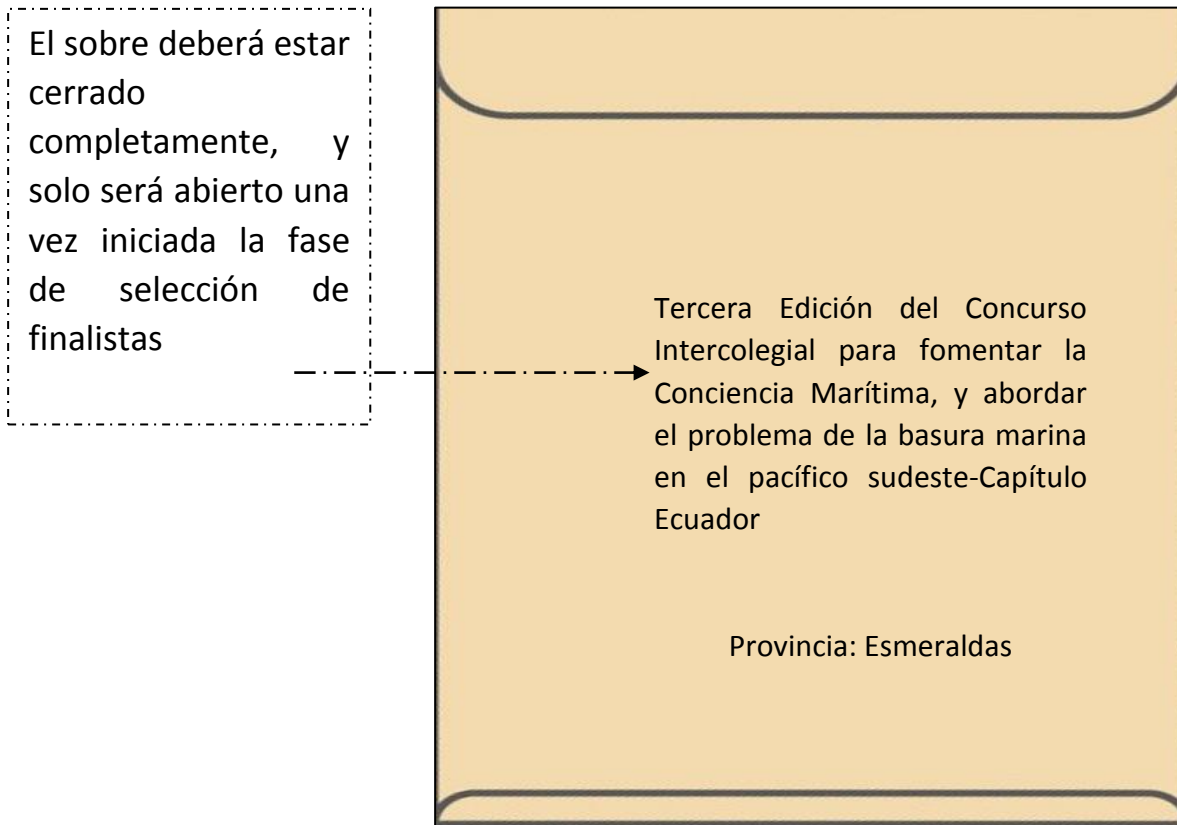 El sobre deberá estar
cerrado
completamente, y
solo será abierto una
vez iniciada la fase
de selección de
finalistas
Tercera Edición del Concurso
Intercolegial para fomentar la
Conciencia Marítima, y abordar
el problema de la basura marina
en el pacífico sudeste-Capítulo
Ecuador
Provincia: Esmeraldas